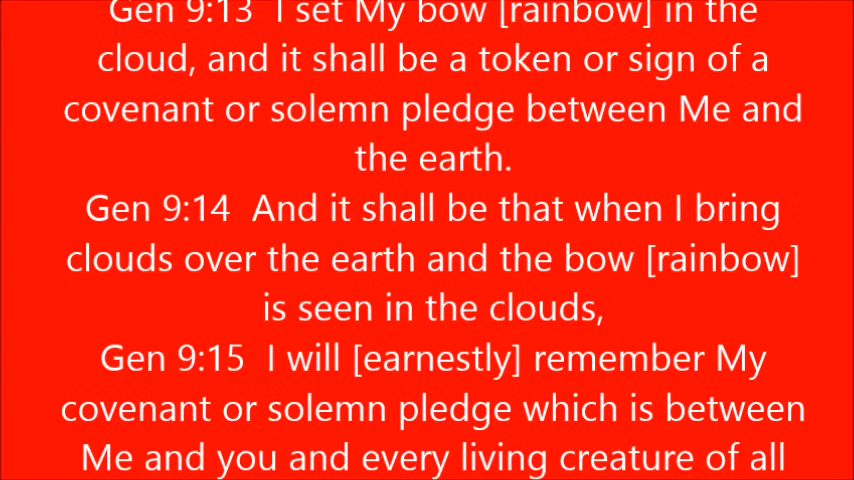 Gen 9:13  I set My bow [rainbow] in the
cloud, and it shall be a token or sign of a
covenant or solemn pledge between Me and
the earth.
Gen 9:14  And it shall be that when I bring
clouds over the earth and the bow [rainbow]
is seen in the clouds,
Gen 9:15  I will [earnestly] remember My
covenant or solemn pledge which is between
Me and you and every living creature of all